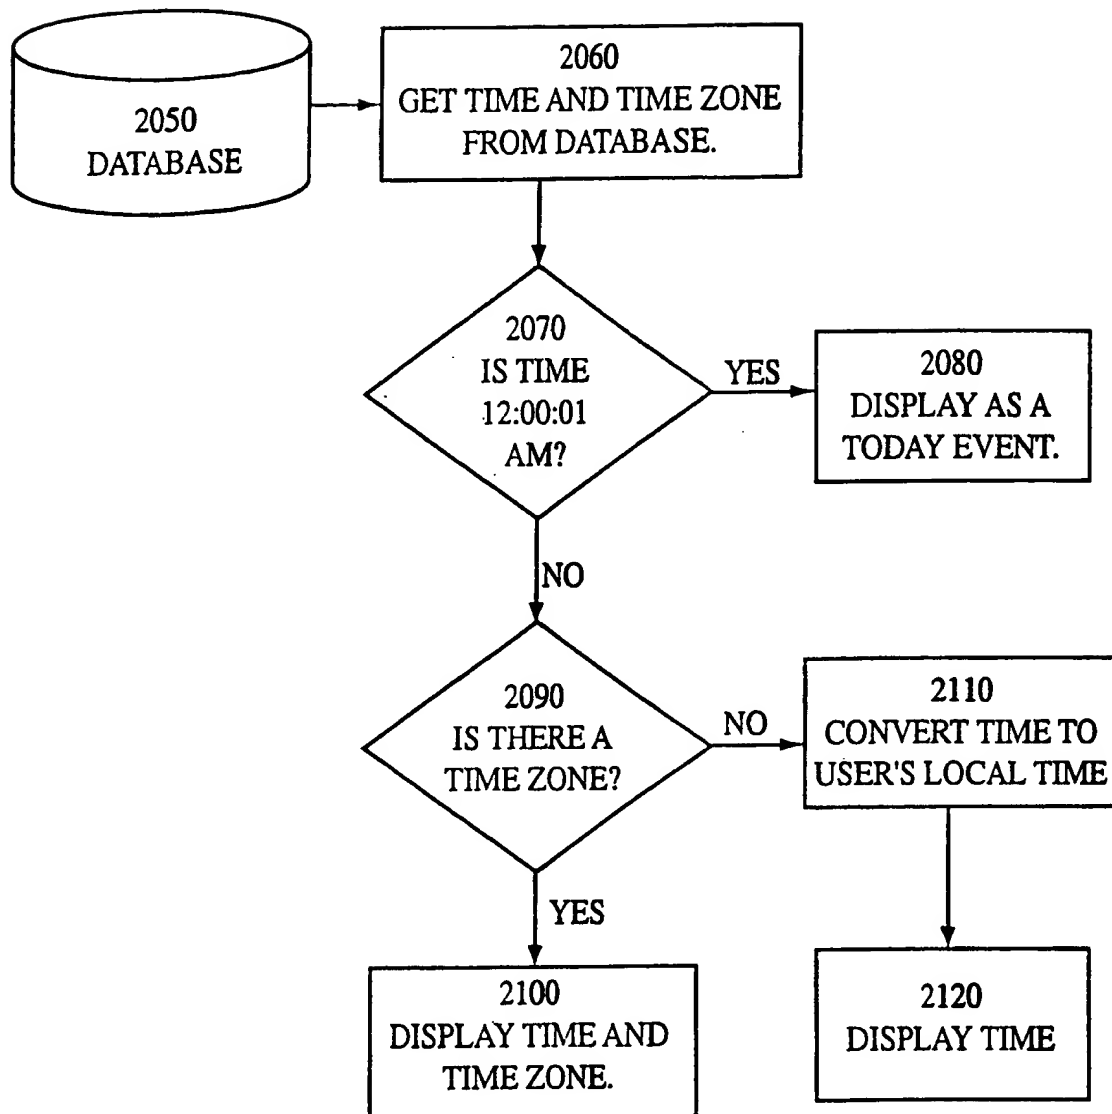 2050
DATABASE
2060
GET TIME AND TIME ZONE
FROM DATABASE.
2070
IS TIME
12:00:01
AM?
YES
2080
DISPLAY AS A
TODAY EVENT.
NO
2090
IS THERE A
TIME ZONE?
NO
2110
CONVERT TIME TO
USER'S LOCAL TIME
YES
2100
DISPLAY TIME AND
TIME ZONE.
2120
DISPLAY TIME